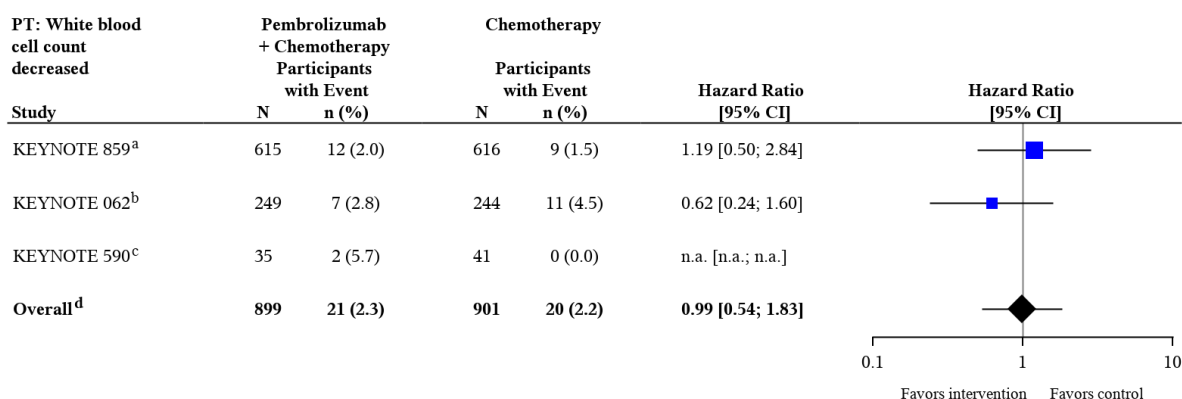 PT: White blood Pembrolizumab Chemotherapy
cell count + Chemotherapy
decreased Participants Participants
with Event with Event Hazard Ratio Hazard Ratio
Study N n (%) N n (%) [95% CI] [95% CI]
KEYNOTE 859a 615 12 (2.0) 616 9 (1.5) 1.19 [0.50; 2.84]
KEYNOTE 062b 249 7 (2.8) 244 11 (4.5) 0.62 [0.24; 1.60]
KEYNOTE 590c 35 2 (5.7) 41 0 (0.0) n.a. [n.a.; n.a.]
Overalld 899 21 (2.3) 901 20 (2.2) 0.99 [0.54; 1.83]
0.1 1 10
Favors intervention Favors control